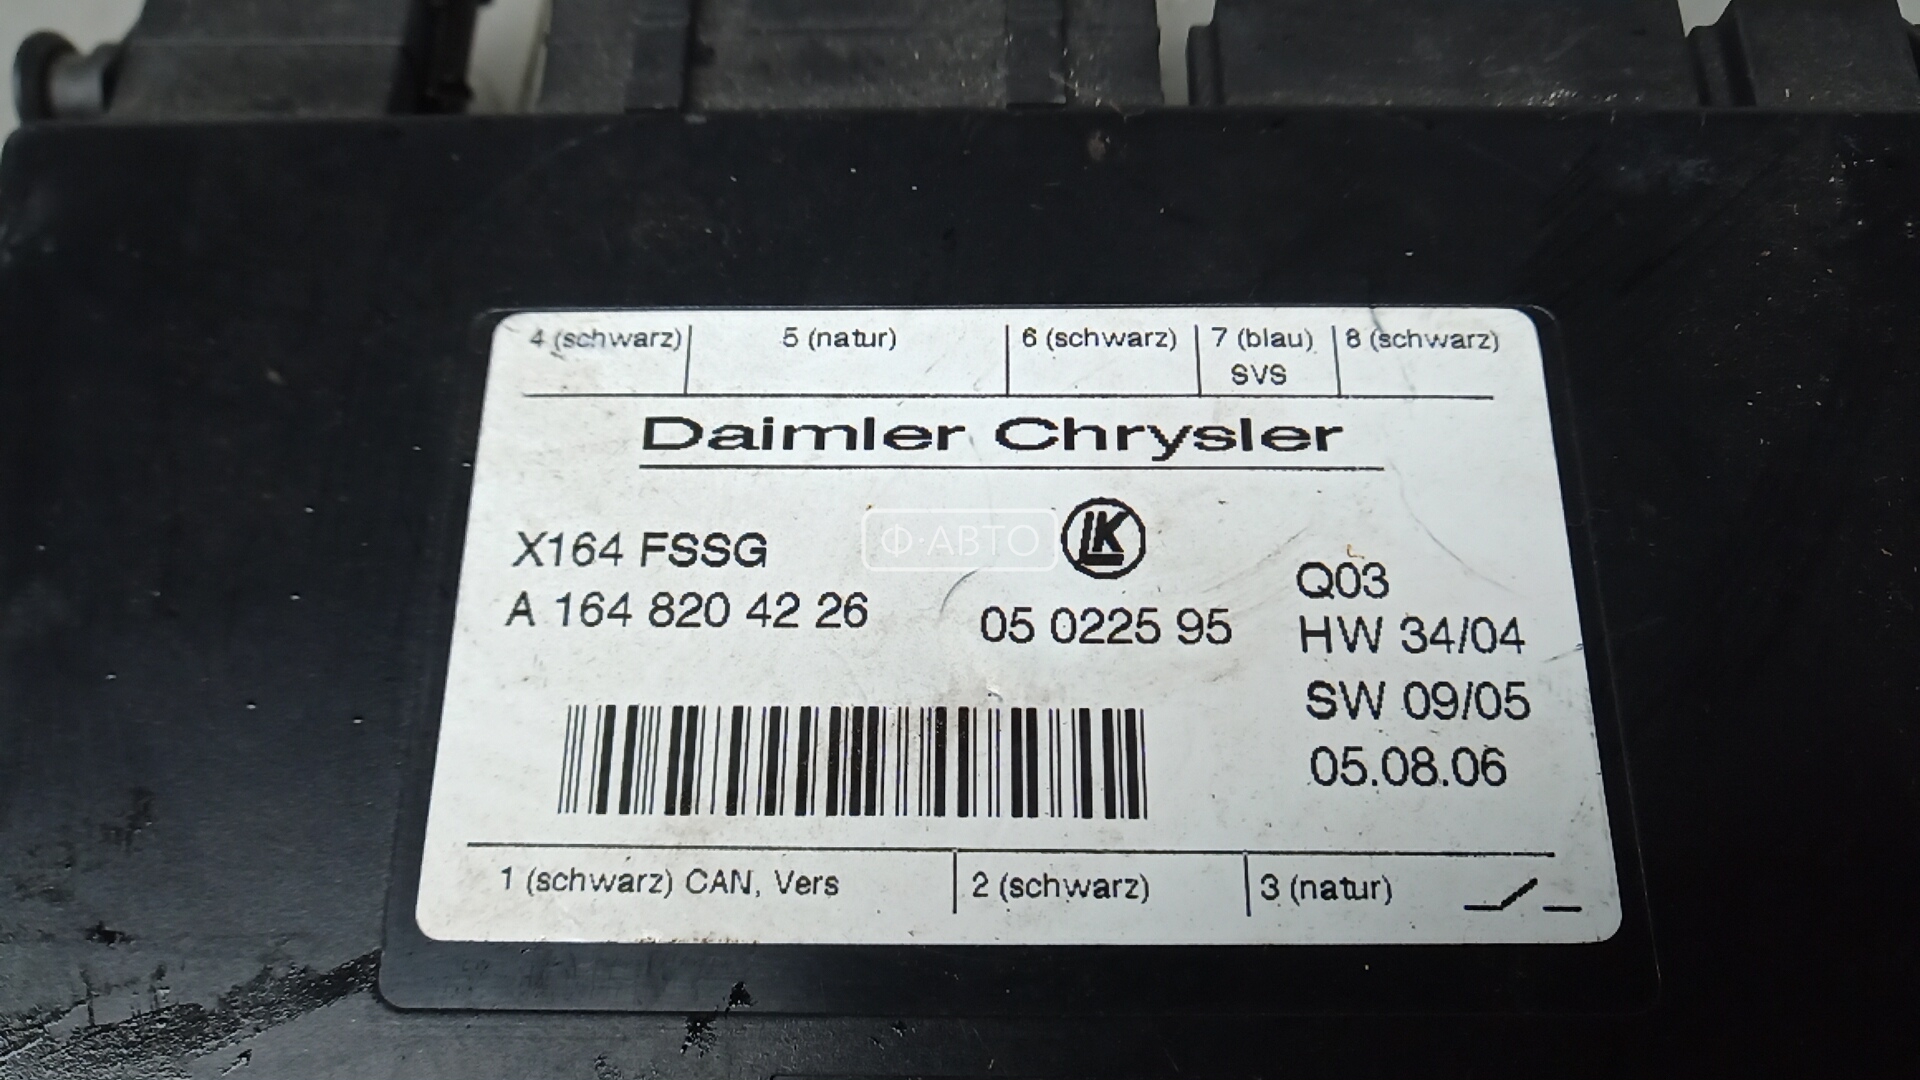 4 (schwarz) 5 (natur) 6 (schwarz) 7 (blau) 8 (schwarz)
SVS
Daimler Chrysler
X164 FSSG
A 164 820 42 26
Ф·АВТО
LK
05 0225 95
Q03
HW 34/04
SW 09/05
05.08.06
1 (schwarz) CAN, Vers 2 (schwarz) 3 (natur)